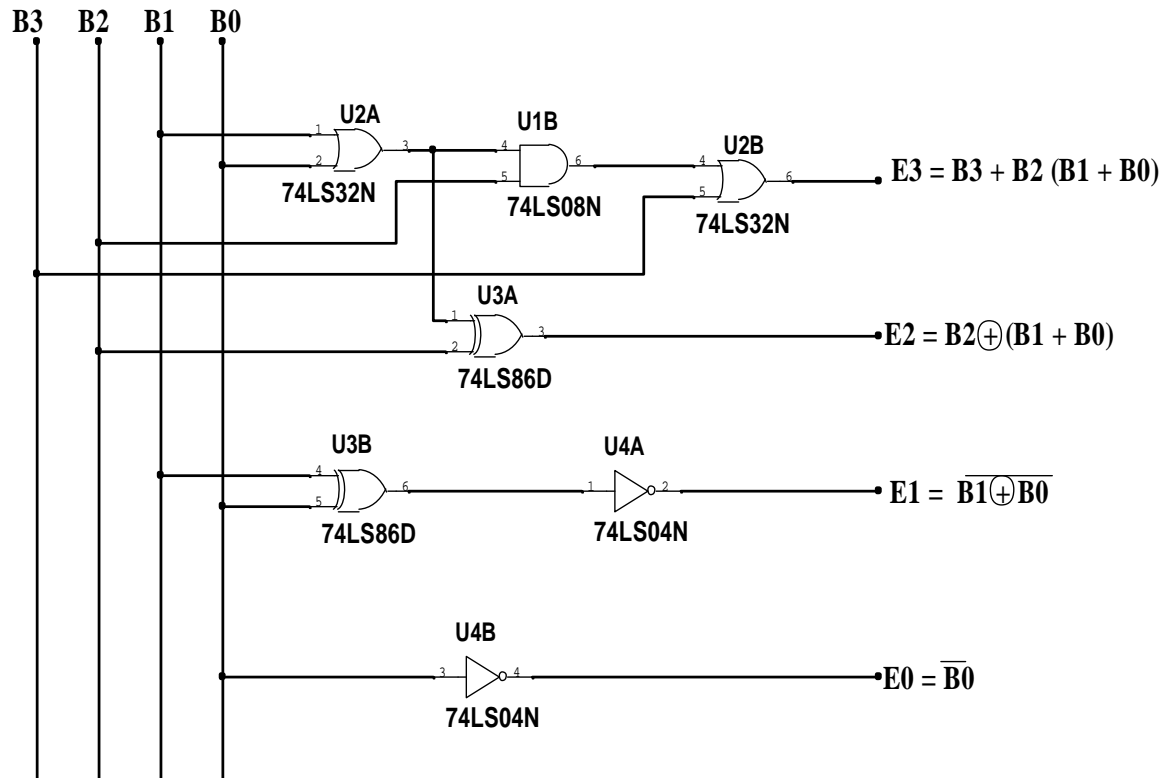 B3 B2 B1 B0
U2A
1
2
3
74LS32N
U1B
4
5
6
74LS08N
U2B
4
5
6
74LS32N
E3 = B3 + B2 (B1 + B0)
U3A
1
2
3
74LS86D
E2 = B2⊕(B1 + B0)
U3B
4
5
6
74LS86D
U4A
1
2
74LS04N
E1 = \overline{B1⊕B0}
U4B
3
4
74LS04N
E0 = \overline{B0}